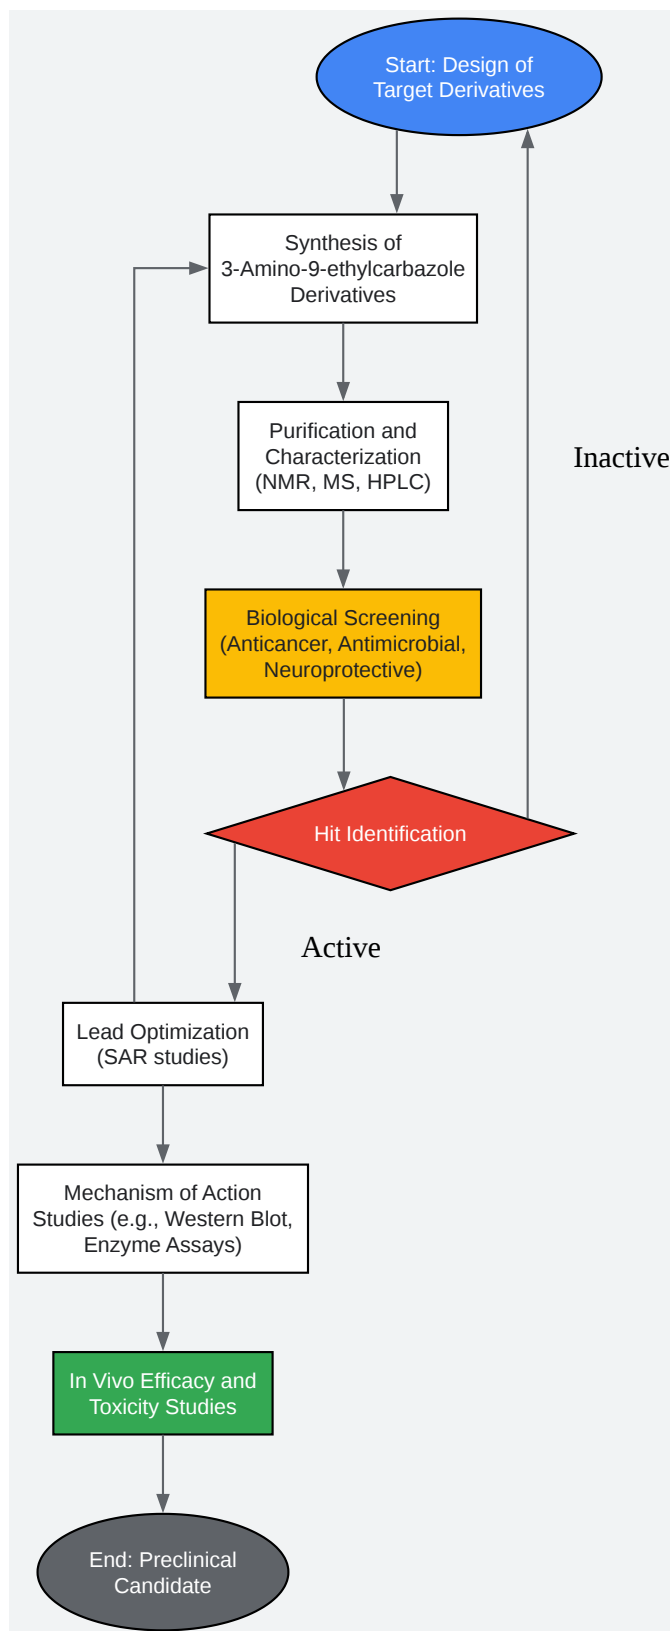 Start: Design of
Target Derivatives
Synthesis of
3-Amino-9-ethylcarbazole
Derivatives
Purification and
Characterization
(NMR, MS, HPLC)
Inactive
Biological Screening
(Anticancer, Antimicrobial,
Neuroprotective)
Hit Identification
Active
Lead Optimization
(SAR studies)
Mechanism of Action
Studies (e.g., Western Blot,
Enzyme Assays)
In Vivo Efficacy and
Toxicity Studies
End: Preclinical
Candidate